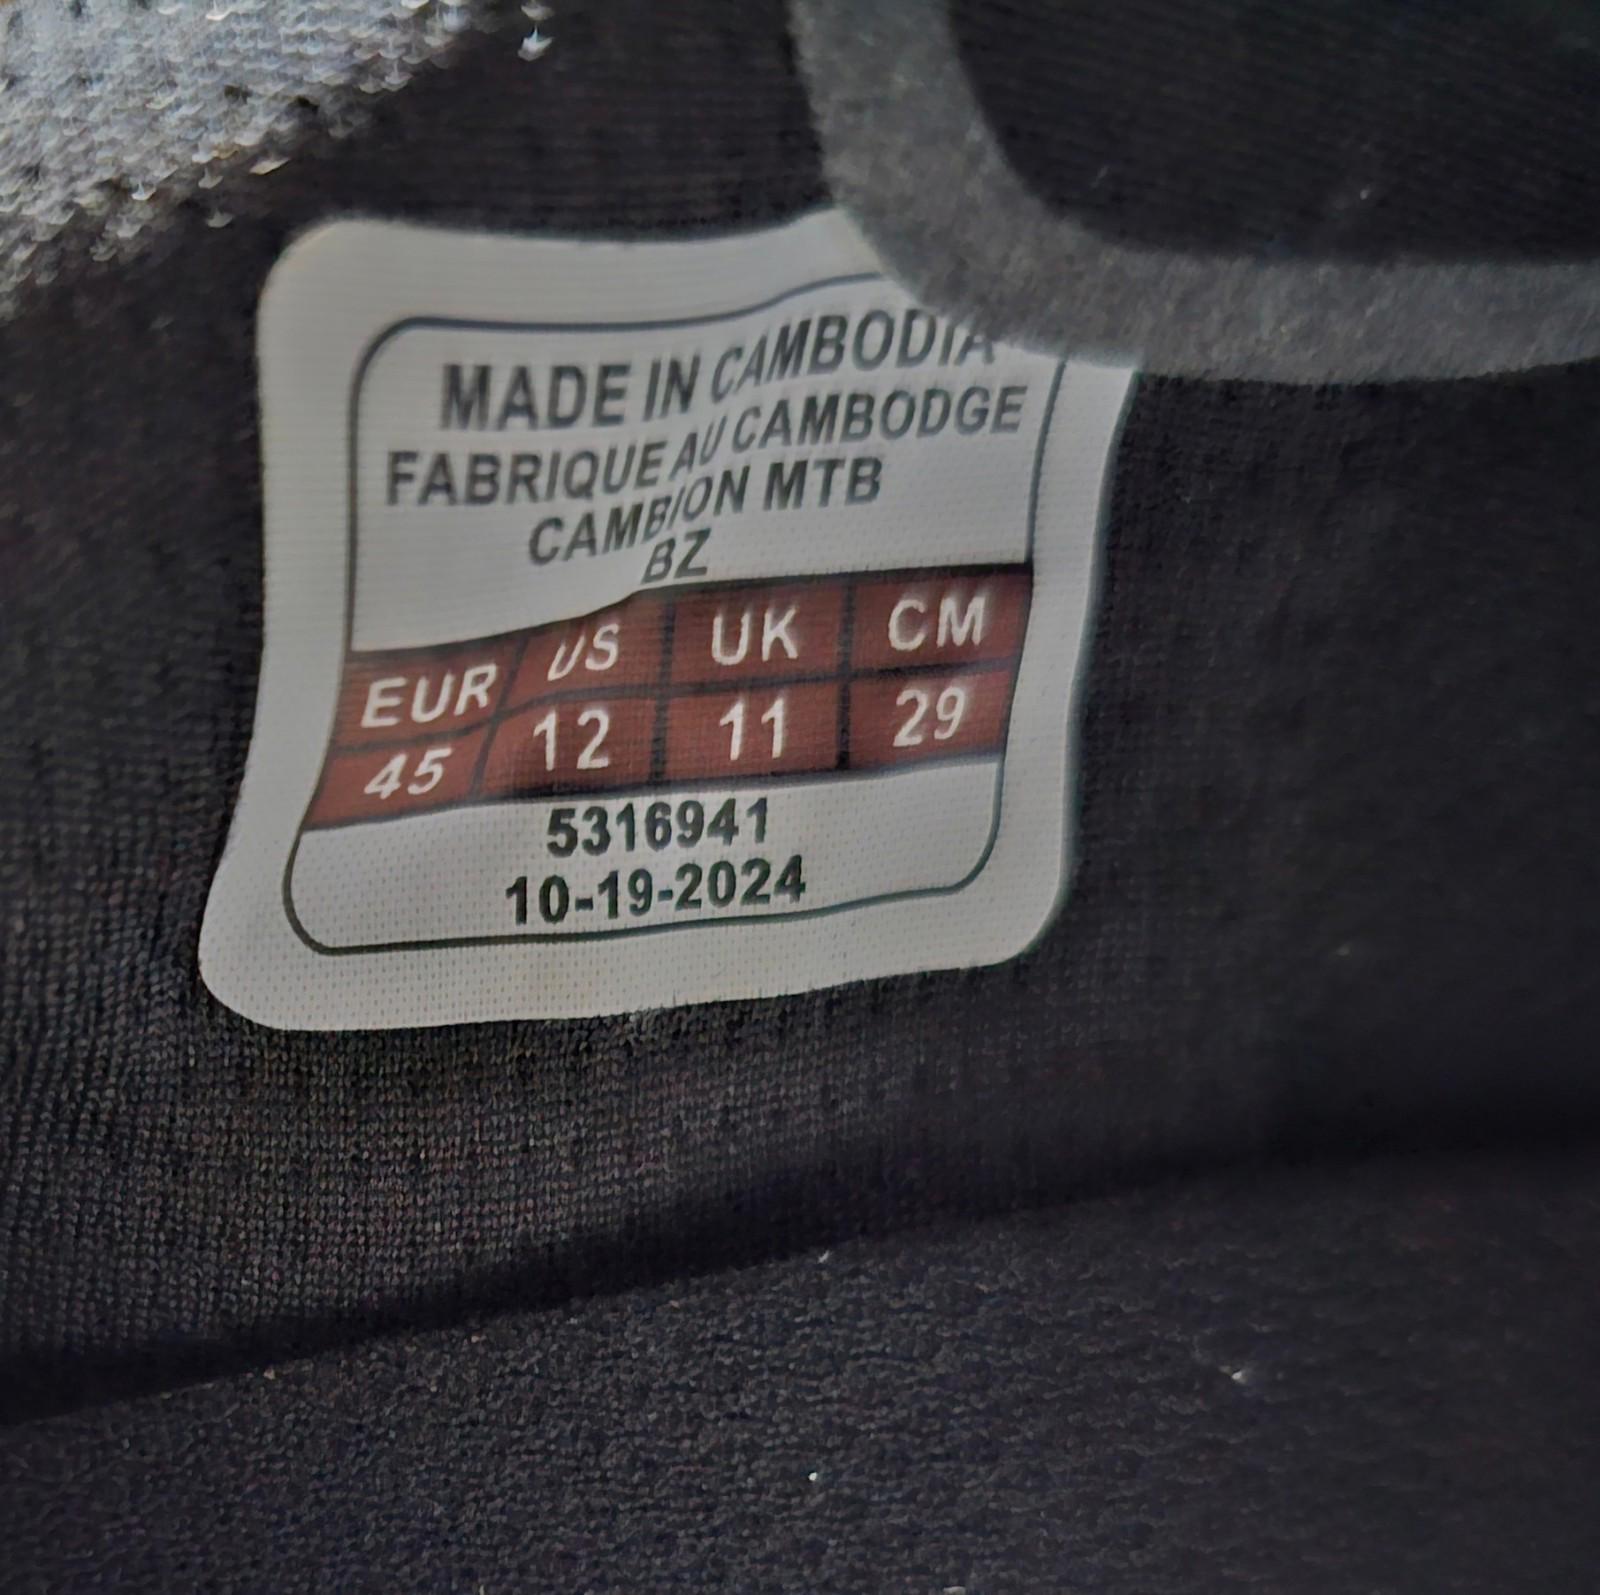 MADE IN CAMBODIA
FABRIQUE AU CAMBODGE
CAMBION MTB
BZ
EUR US UK CM
45 12 11 29
5316941
10-19-2024